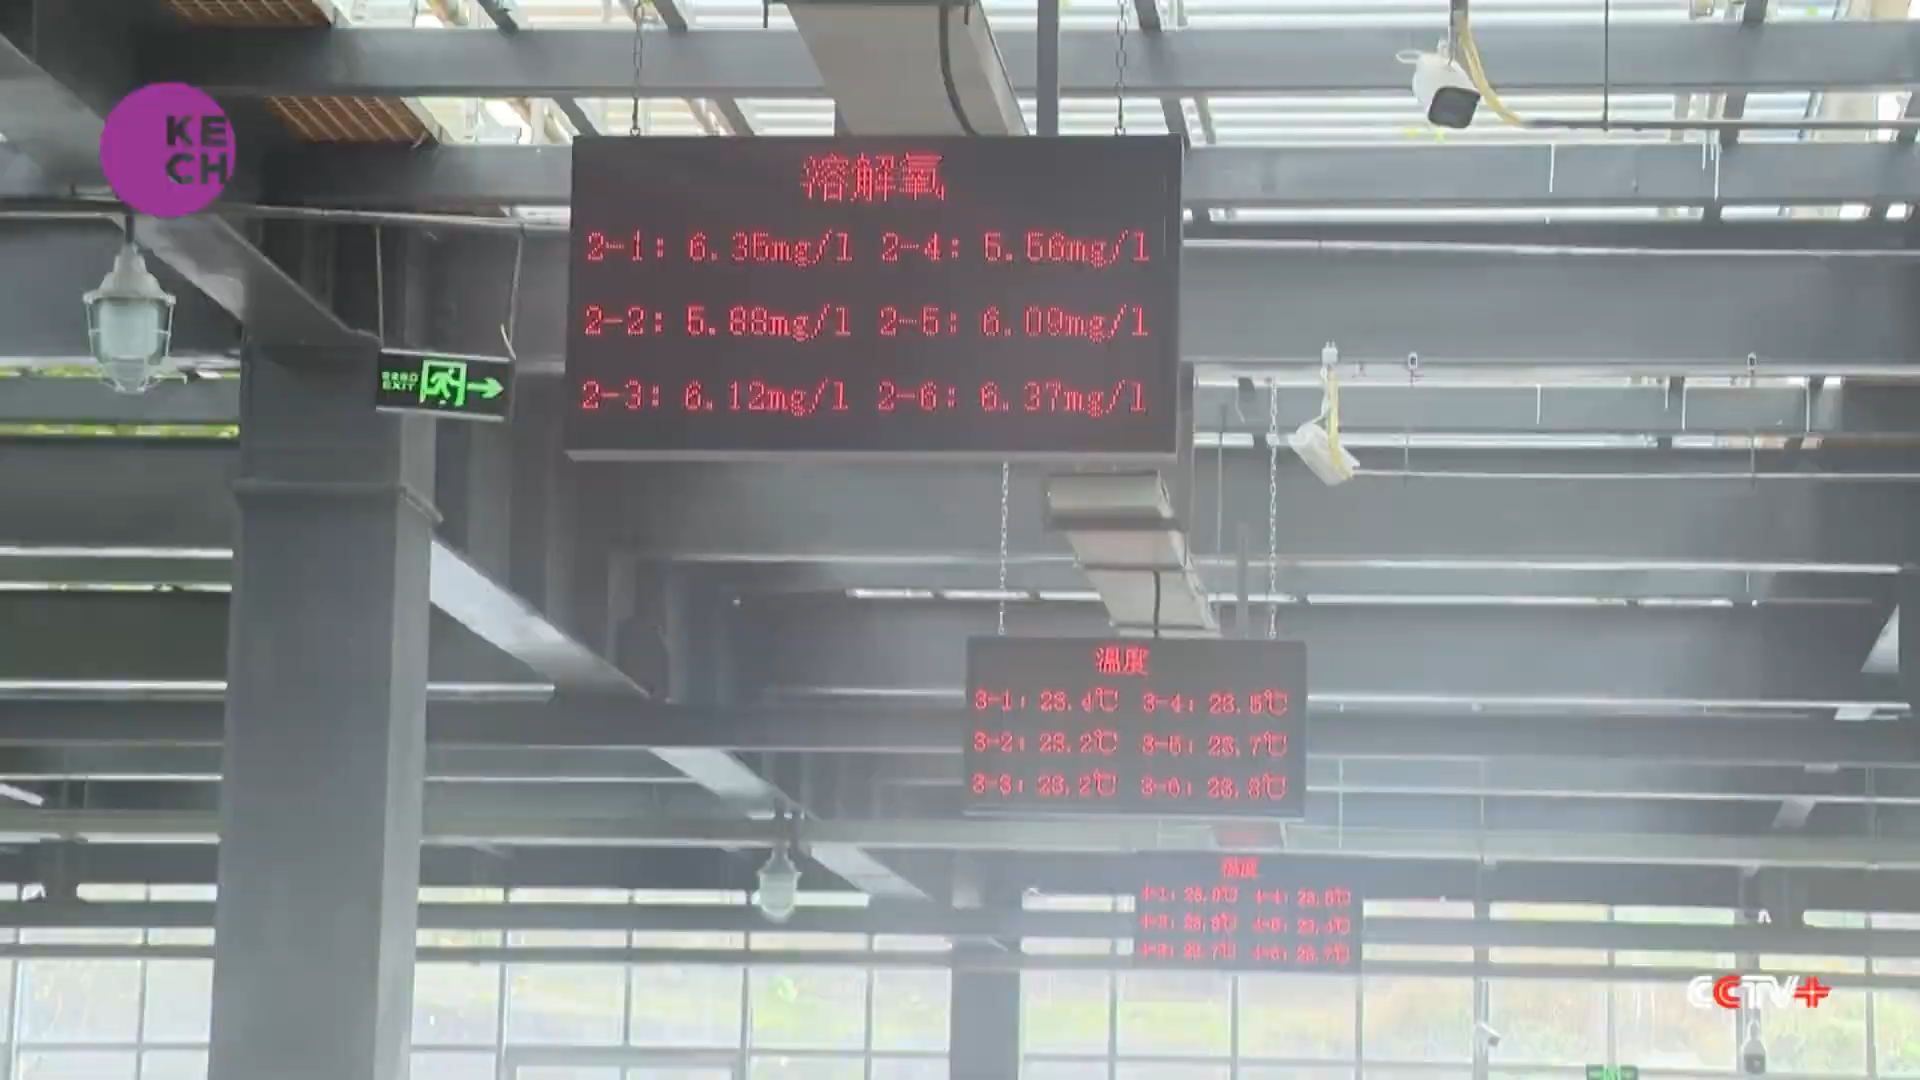 KE
CH
溶解氧
2-1: 6.35mg/l 2-4: 5.56mg/l
2-2: 5.88mg/l 2-5: 6.09mg/l
2-3: 6.12mg/l 2-6: 6.37mg/l
EXIT
温度
3-1: 23.4℃ 3-4: 23.5℃
3-2: 23.2℃ 3-5: 23.7℃
3-3: 23.2℃ 3-6: 23.8℃
温度
CCTV+